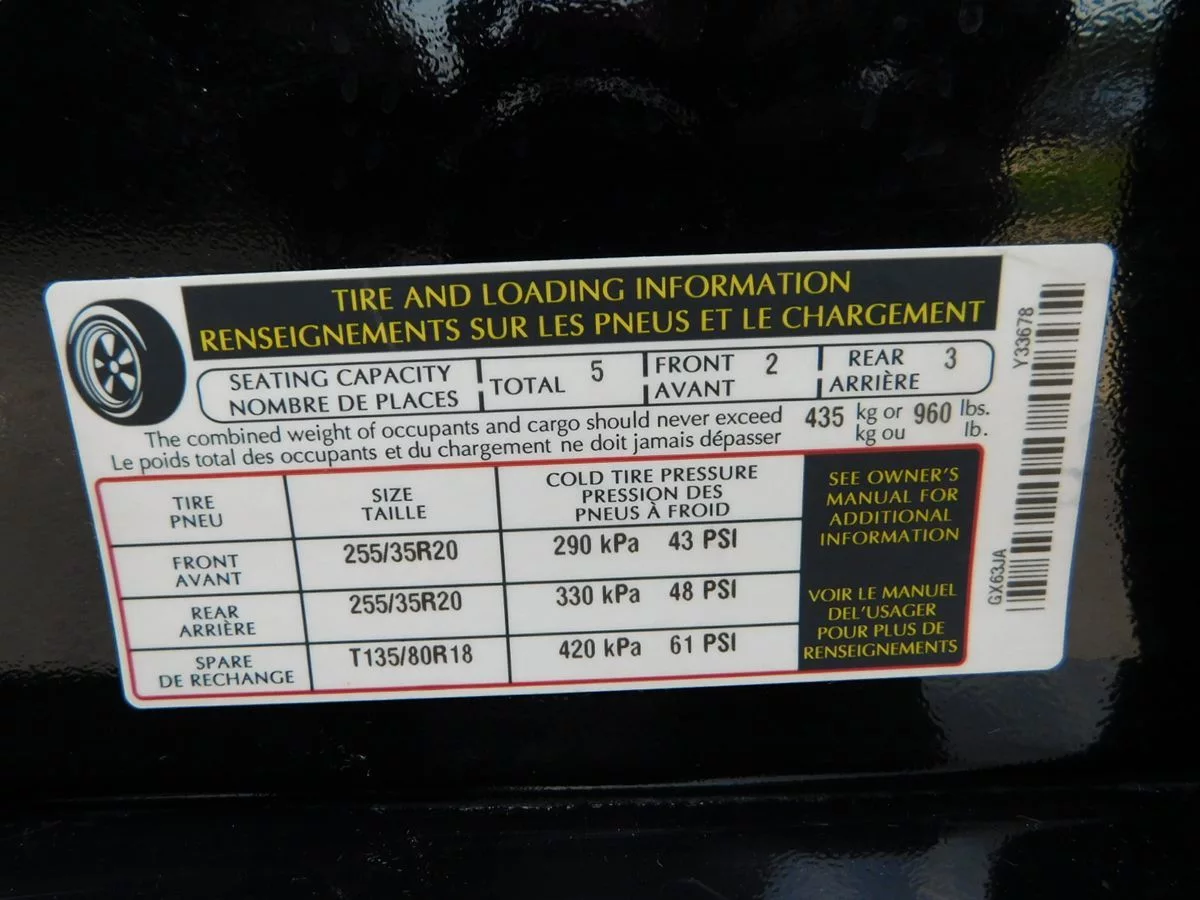 TIRE AND LOADING INFORMATION
RENSEIGNEMENTS SUR LES PNEUS ET LE CHARGEMENT
SEATING CAPACITY
NOMBRE DE PLACES
TOTAL 5
FRONT
AVANT
2
REAR
ARRIÈRE
3
The combined weight of occupants and cargo should never exceed 435 kg or 960 lbs.
Le poids total des occupants et du chargement ne doit jamais dépasser kg ou lb.
TIRE
PNEU
SIZE
TAILLE
COLD TIRE PRESSURE
PRESSION DES
PNEUS À FROID
FRONT
AVANT
255/35R20
290 kPa 43 PSI
REAR
ARRIÈRE
255/35R20
330 kPa 48 PSI
SPARE
DE RECHANGE
T135/80R18
420 kPa 61 PSI
SEE OWNER'S
MANUAL FOR
ADDITIONAL
INFORMATION
VOIR LE MANUEL
DEL'USAGER
POUR PLUS DE
RENSEIGNEMENTS
Y33678
GX63JA